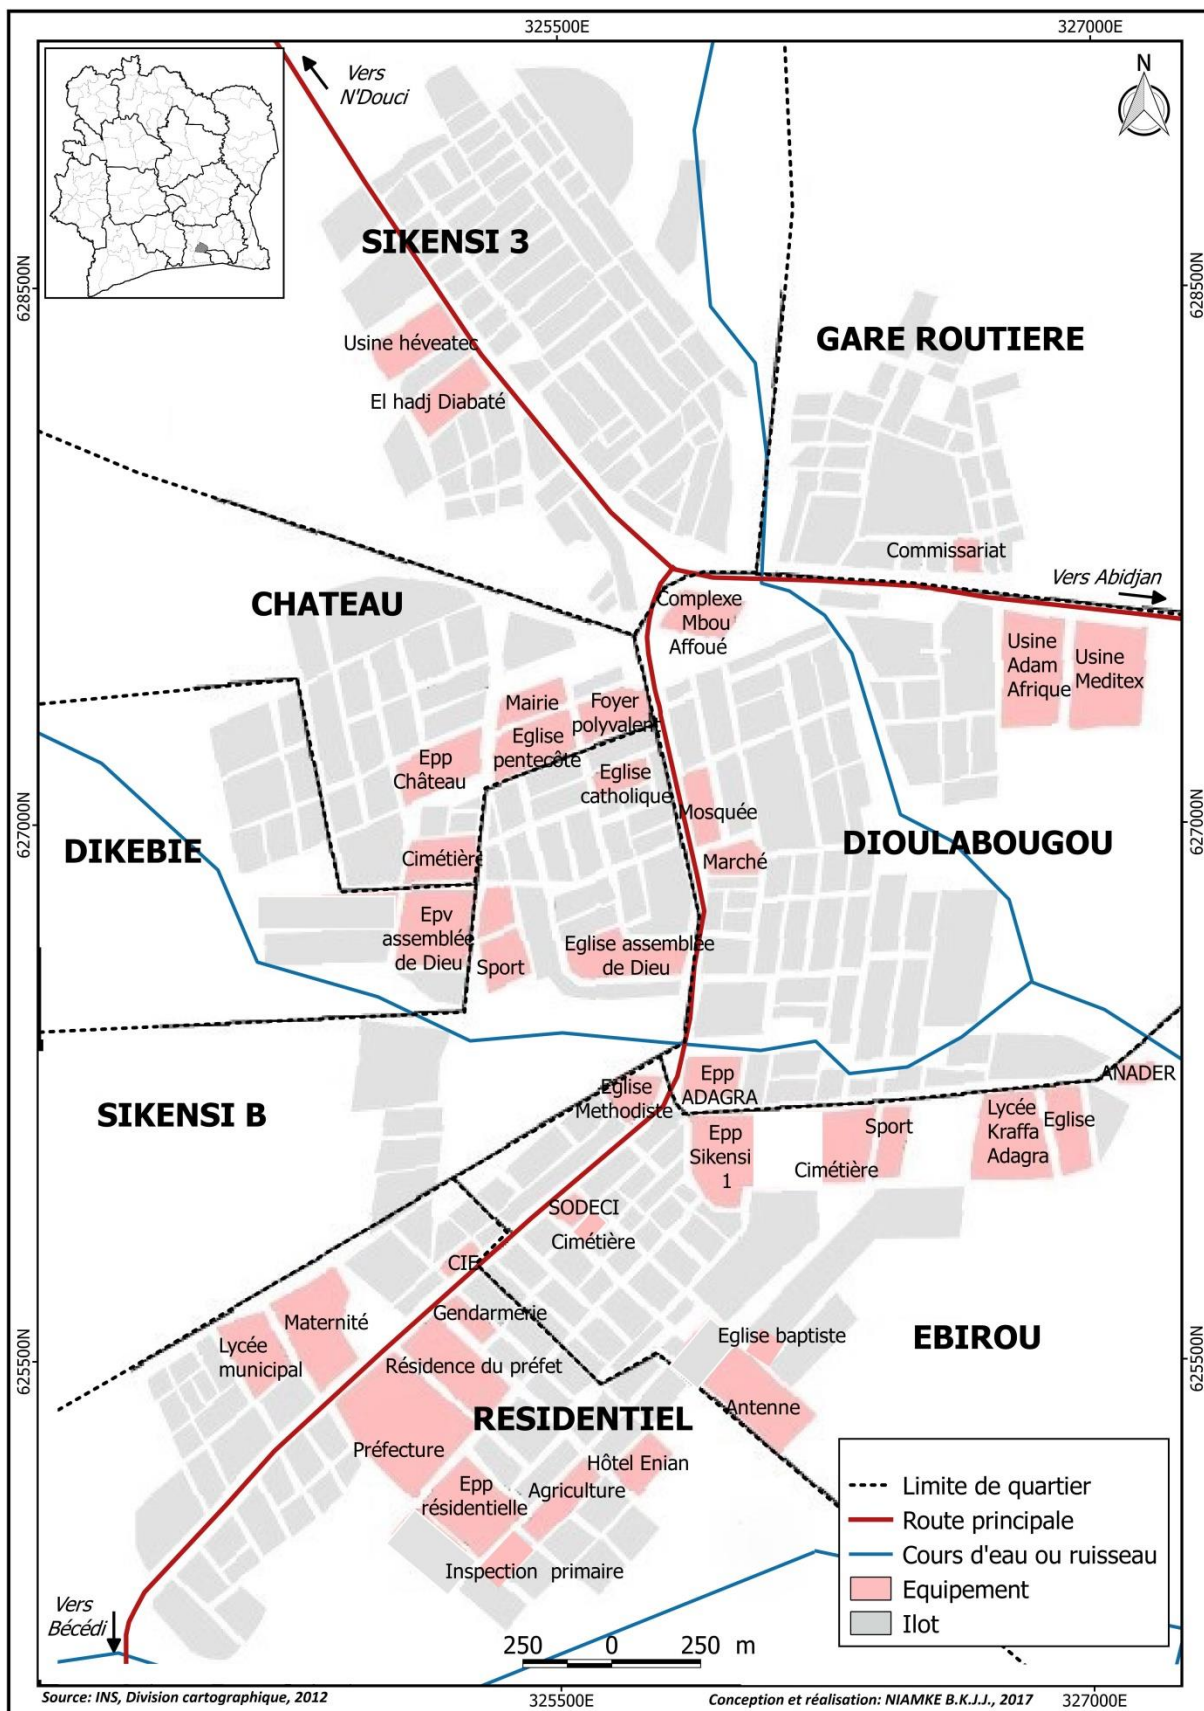 325500E
327000E
Vers
N'Douci
N
SIKENSI 3
628500N
628500N
GARE ROUTIERE
Usine héveatec
El hadj Diabaté
Commissariat
Vers Abidjan
CHATEAU
Complexe
Mbou
Affoué
Usine
Adam
Afrique
Usine
Meditex
Mairie
Foyer
polyvalent
Eglise
pentecôte
Epp
Château
Eglise
catholique
Mosquée
627000N
627000N
DIKEBIE
DIOULABOUGOU
Cimétière
Marché
Epv
assemblée
de Dieu
Sport
Eglise assemblée
de Dieu
SIKENSI B
Eglise
Methodiste
Epp
ADAGRA
ANADER
Epp
Sikensi
1
Sport
Cimétière
Lycée
Kraffa
Adagra
Eglise
SODECI
Cimétière
CIE
Gendarmerie
Maternité
Lycée
municipal
Résidence du préfet
Eglise baptiste
EBIROU
625500N
625500N
Antenne
RESIDENTIEL
Préfecture
Hôtel Enian
Epp
résidentielle
Agriculture
Inspection primaire
Limite de quartier
Route principale
Cours d'eau ou ruisseau
Equipement
Ilot
Vers
Bécédi
250 0 250 m
Source: INS, Division cartographique, 2012
325500E
Conception et réalisation: NIAMKE B.K.J.J., 2017
327000E